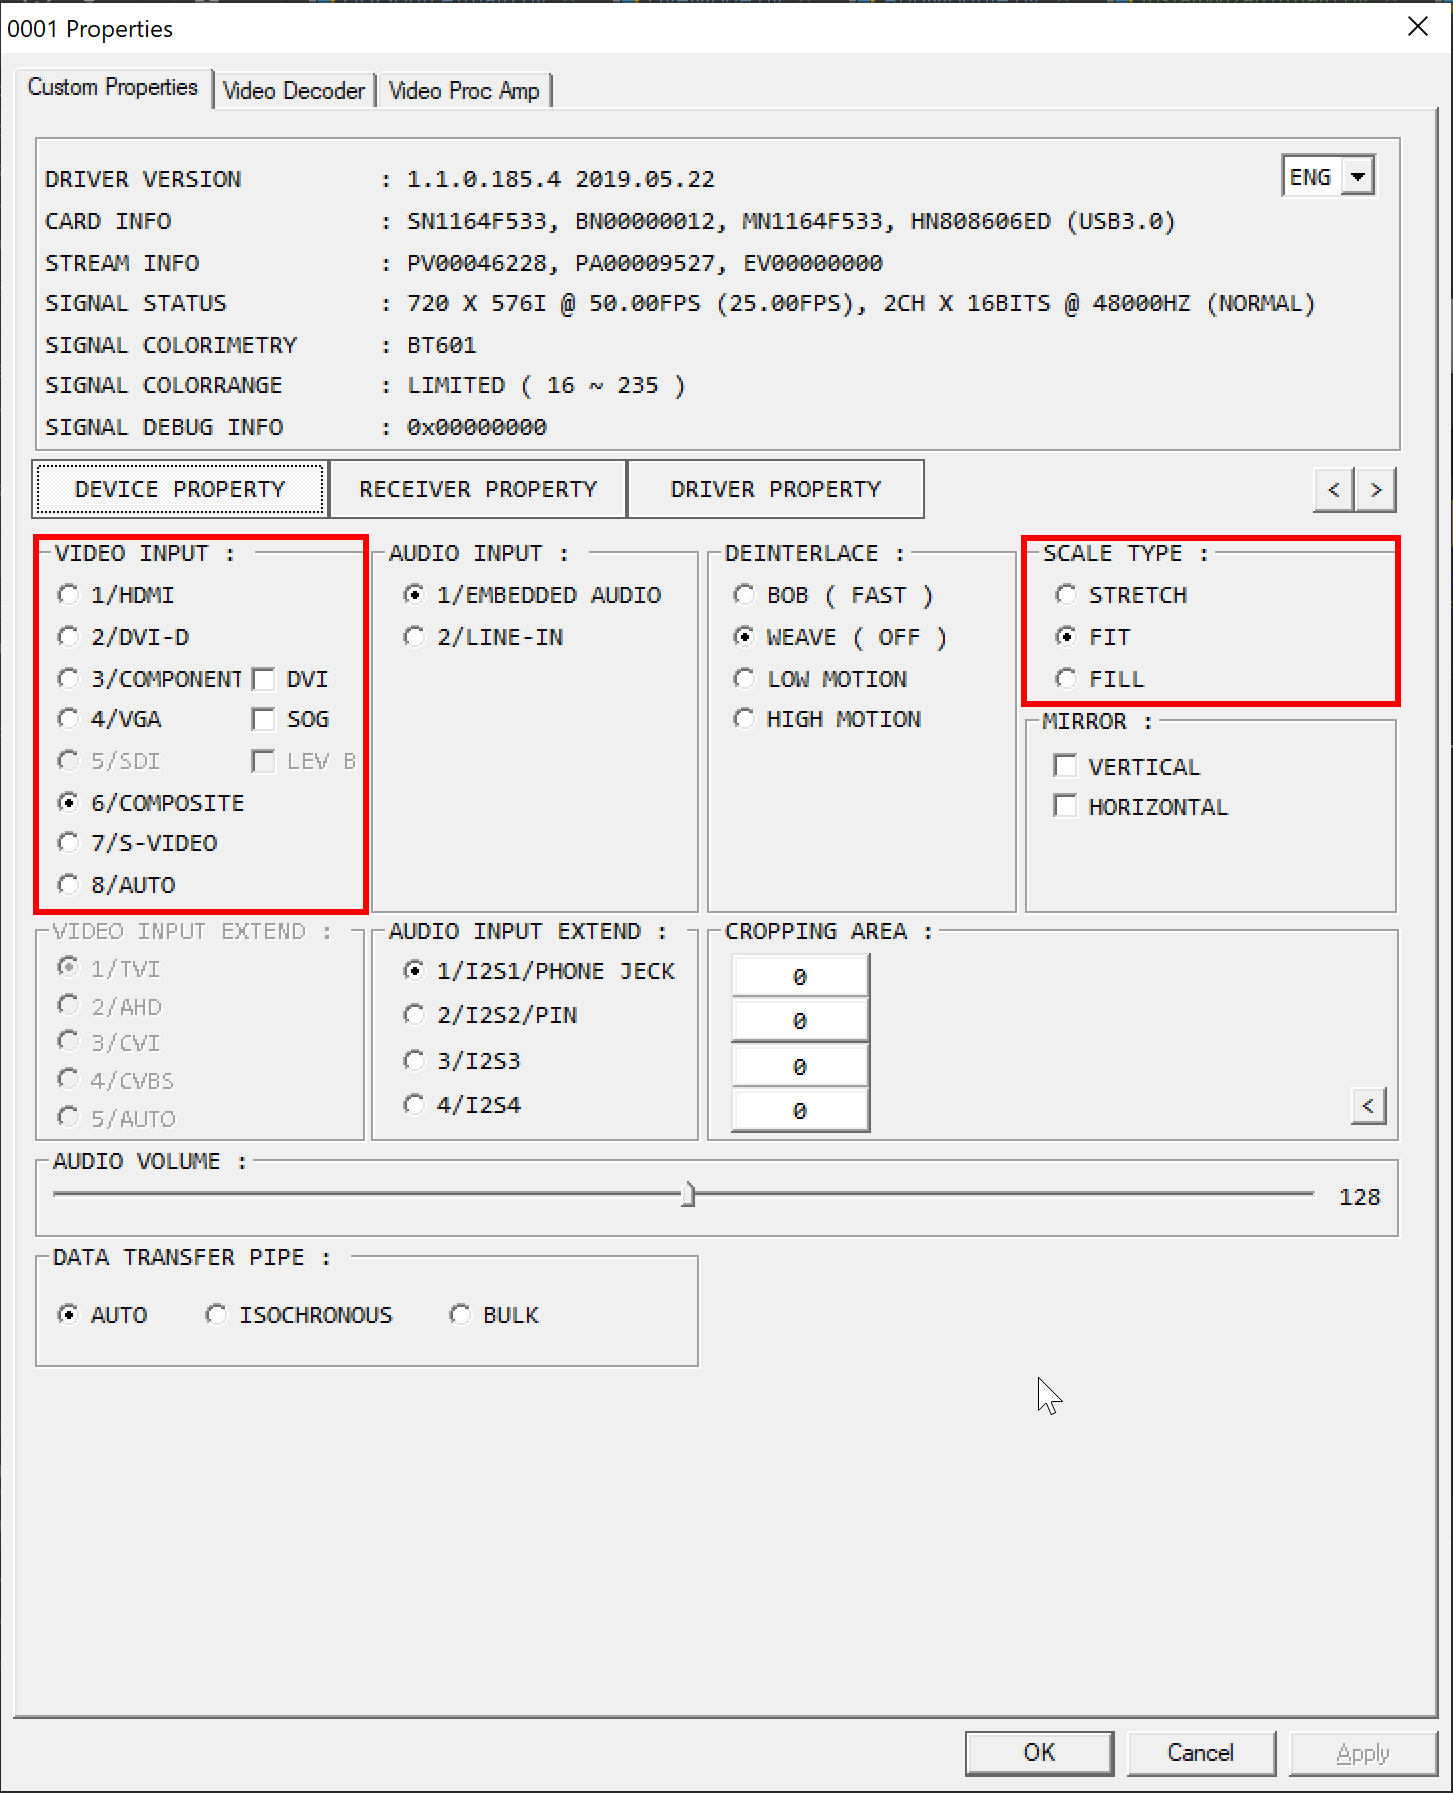 0001 Properties
Custom Properties Video Decoder Video Proc Amp
DRIVER VERSION : 1.1.0.185.4 2019.05.22 ENG
CARD INFO : SN1164F533, BN00000012, MN1164F533, HN808606ED (USB3.0)
STREAM INFO : PV00046228, PA00009527, EV00000000
SIGNAL STATUS : 720 X 576I @ 50.00FPS (25.00FPS), 2CH X 16BITS @ 48000HZ (NORMAL)
SIGNAL COLORIMETRY : BT601
SIGNAL COLORRANGE : LIMITED ( 16 ~ 235 )
SIGNAL DEBUG INFO : 0x00000000
DEVICE PROPERTY RECEIVER PROPERTY DRIVER PROPERTY < >
VIDEO INPUT :
1/HDMI
2/DVI-D
3/COMPONENT DVI
4/VGA SOG
5/SDI LEV B
6/COMPOSITE
7/S-VIDEO
8/AUTO
AUDIO INPUT :
1/EMBEDDED AUDIO
2/LINE-IN
DEINTERLACE :
BOB ( FAST )
WEAVE ( OFF )
LOW MOTION
HIGH MOTION
SCALE TYPE :
STRETCH
FIT
FILL
MIRROR :
VERTICAL
HORIZONTAL
VIDEO INPUT EXTEND :
1/TVI
2/AHD
3/CVI
4/CVBS
5/AUTO
AUDIO INPUT EXTEND :
1/I2S1/PHONE JECK
2/I2S2/PIN
3/I2S3
4/I2S4
CROPPING AREA :
0
0
0
0
<
AUDIO VOLUME :
128
DATA TRANSFER PIPE :
AUTO ISOCHRONOUS BULK
OK Cancel Apply